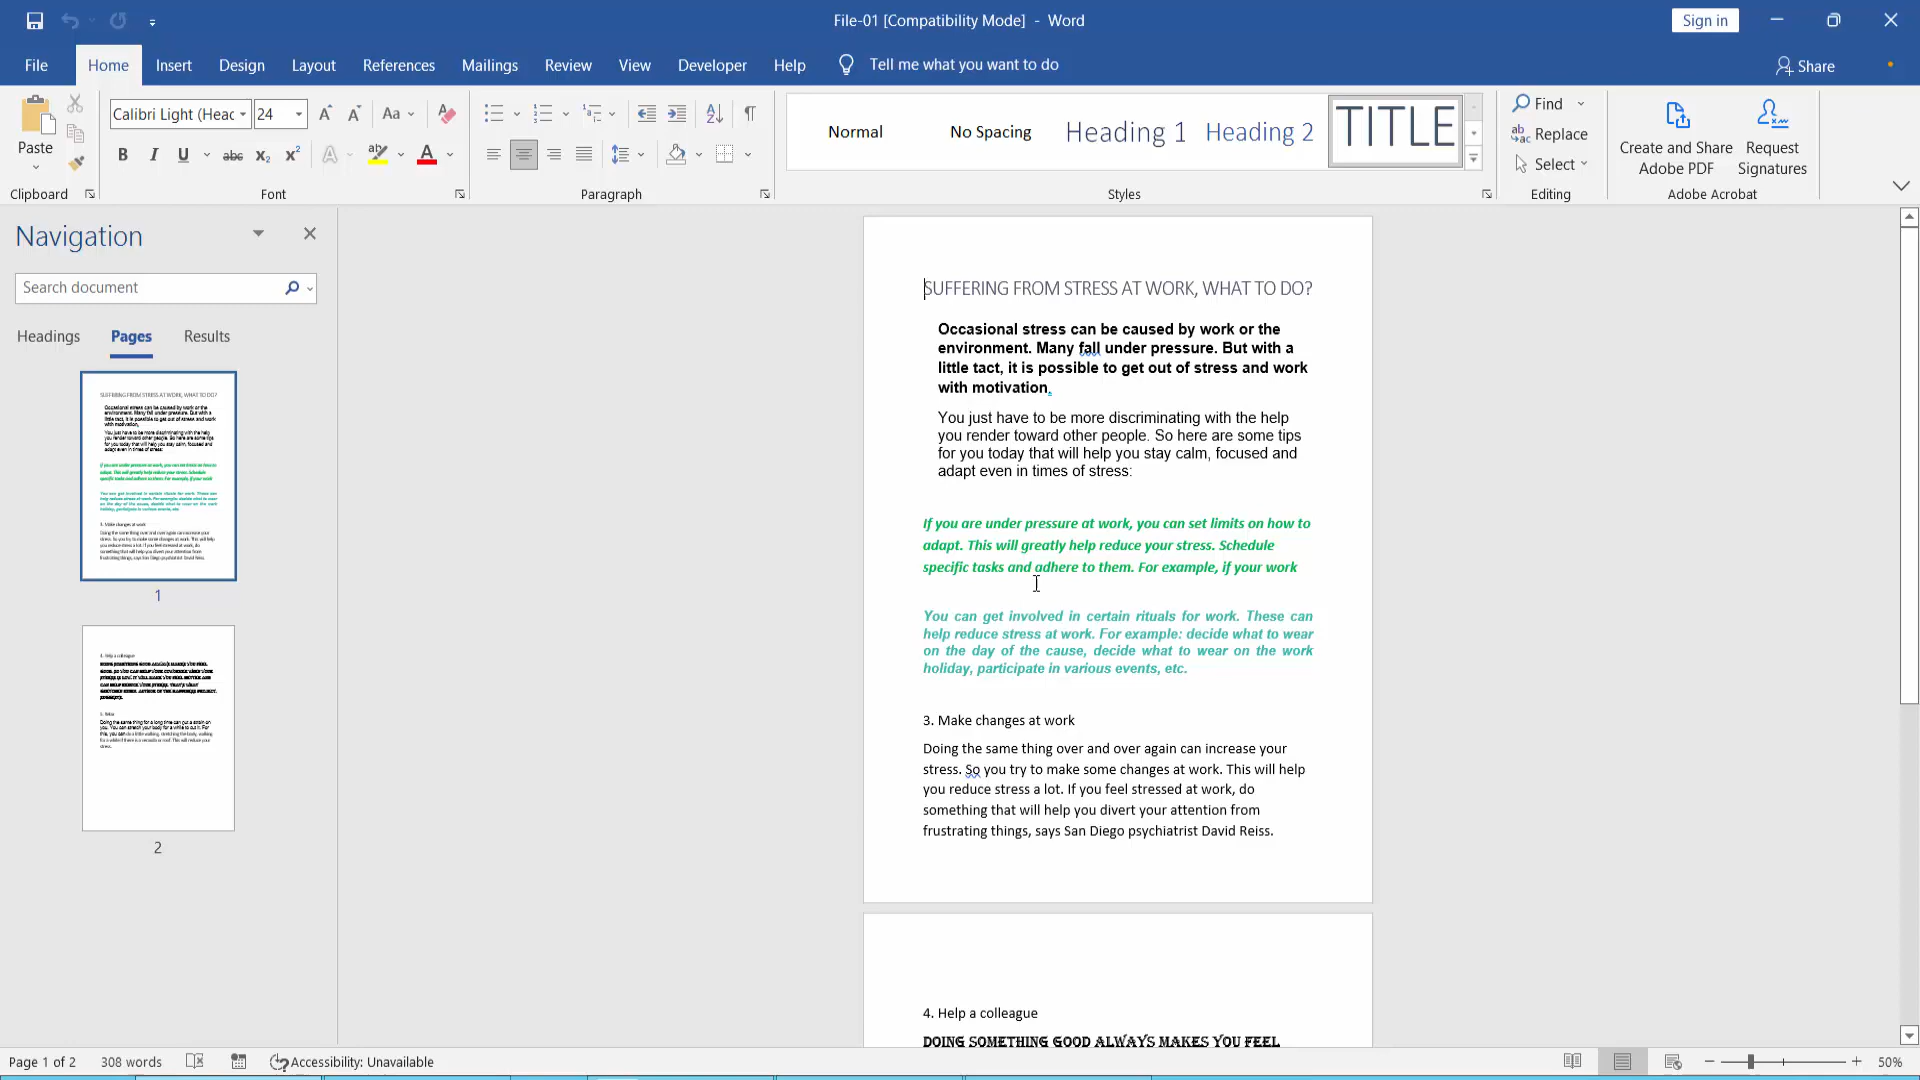 File-01 [Compatibility Mode] - Word
Sign in
File Home Insert Design Layout References Mailings Review View Developer Help Tell me what you want to do
Share
Paste
Calibri Light (Heac 24
Aa
B I U abc X2 X2 A A
Normal No Spacing Heading 1 Heading 2 TITLE
Find
Replace
Select
Create and Share Adobe PDF
Request Signatures
Clipboard Font Paragraph Styles Editing Adobe Acrobat
Navigation
Search document
Headings Pages Results
1
2
SUFFERING FROM STRESS AT WORK, WHAT TO DO?
Occasional stress can be caused by work or the
environment. Many fall under pressure. But with a
little tact, it is possible to get out of stress and work
with motivation.
You just have to be more discriminating with the help
you render toward other people. So here are some tips
for you today that will help you stay calm, focused and
adapt even in times of stress:
If you are under pressure at work, you can set limits on how to
adapt. This will greatly help reduce your stress. Schedule
specific tasks and adhere to them. For example, if your work
You can get involved in certain rituals for work. These can
help reduce stress at work. For example: decide what to wear
on the day of the cause, decide what to wear on the work
holiday, participate in various events, etc.
3. Make changes at work
Doing the same thing over and over again can increase your
stress. So you try to make some changes at work. This will help
you reduce stress a lot. If you feel stressed at work, do
something that will help you divert your attention from
frustrating things, says San Diego psychiatrist David Reiss.
4. Help a colleague
DOING SOMETHING GOOD ALWAYS MAKES YOU FEEL
Page 1 of 2 308 words Accessibility: Unavailable
50%